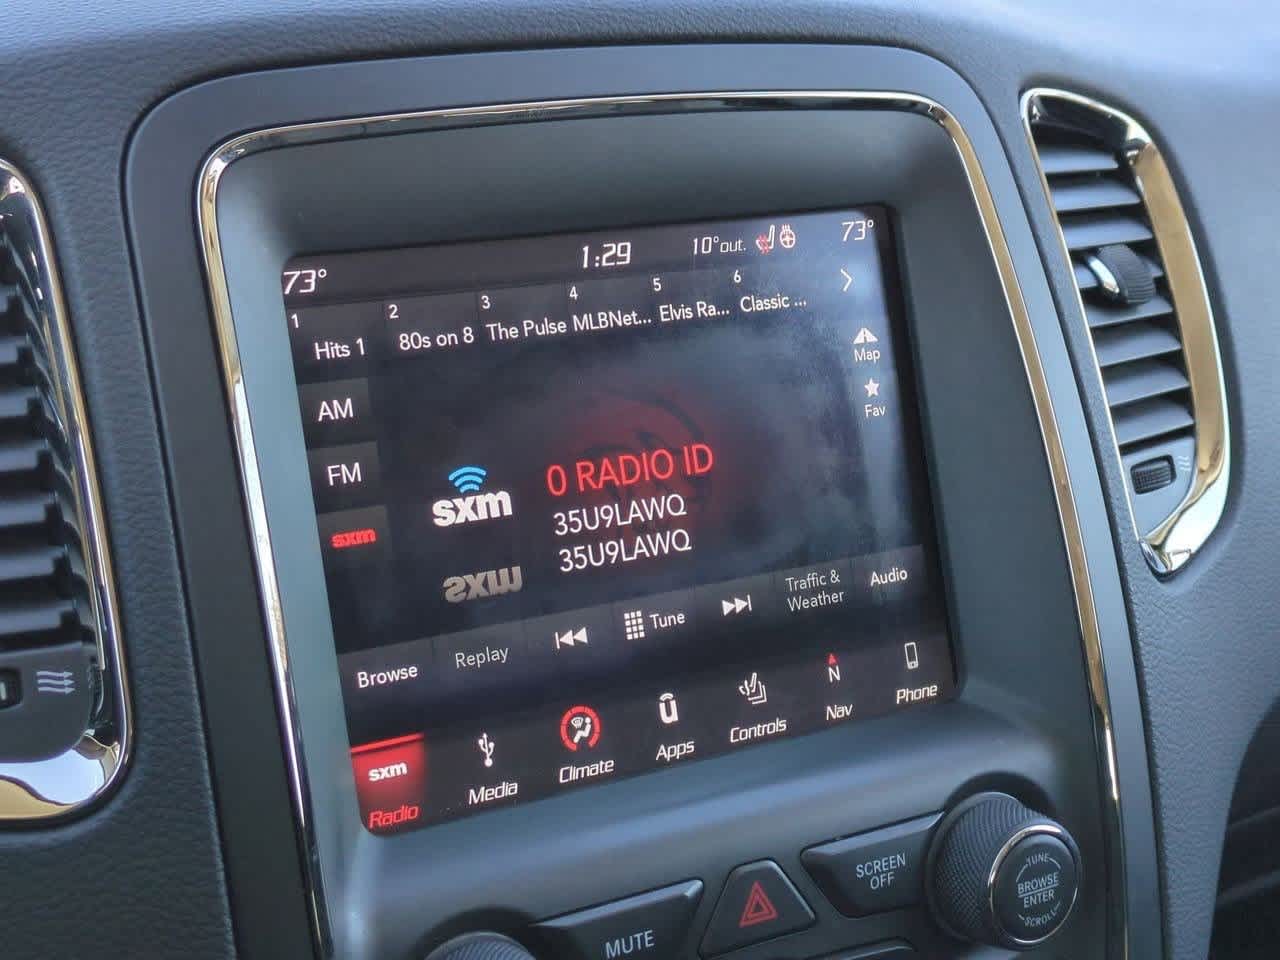 73° 1:29 10°out. 73°
1 2 3 4 5 6
Hits 1 80s on 8 The Pulse MLBNet... Elvis Ra... Classic ...
Map
AM
Fav
FM
0 RADIO ID
sxm
35U9LAWQ
sxm
35U9LAWQ
sxm
Browse Replay Tune Traffic &
Weather Audio
sxm
Radio Media Climate Apps Controls Nav Phone
N
MUTE
SCREEN
OFF
TUNE
BROWSE
ENTER
SCROLL